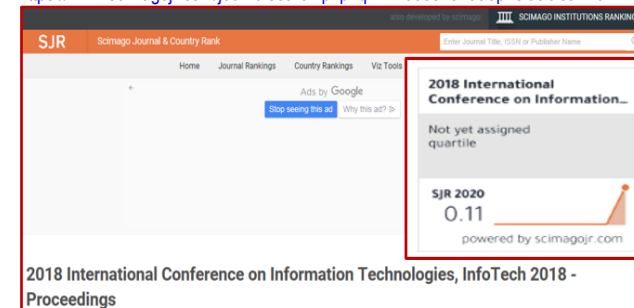 also developed by scimago: SCIMAGO INSTITUTIONS RANKING
SJR Scimago Journal & Country Rank Enter Journal Title, ISSN or Publisher Name
Home Journal Rankings Country Rankings Viz Tools
Ads by Google
Stop seeing this ad Why this ad?
2018 International
Conference on Information...
Not yet assigned
quartile
SJR 2020
0.11
powered by scimagojr.com
2018 International Conference on Information Technologies, InfoTech 2018 -
Proceedings